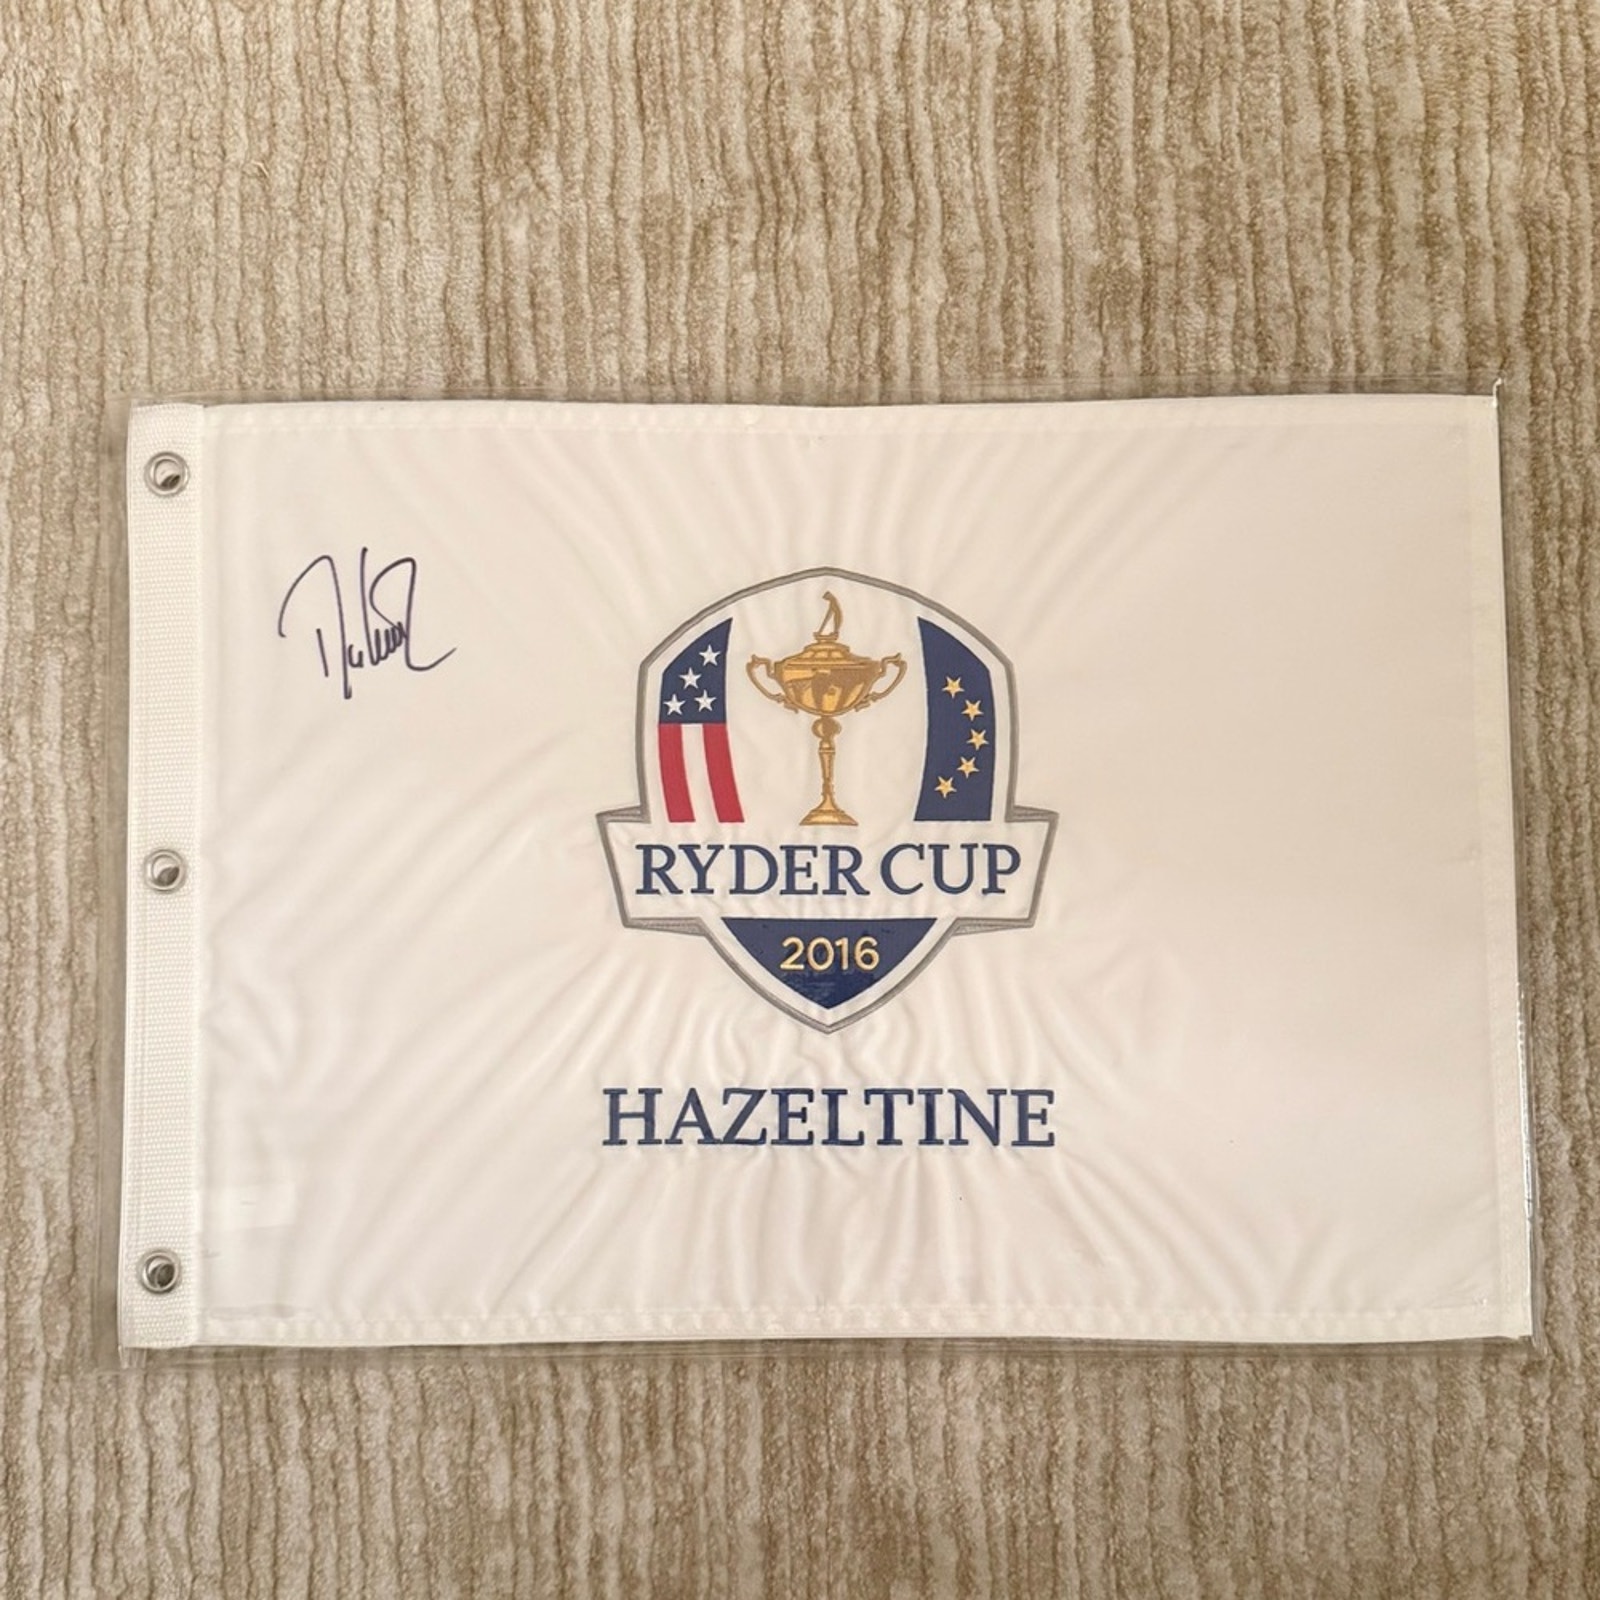 RYDER CUP
2016
HAZELTINE